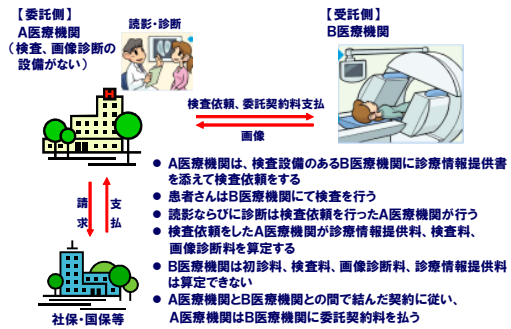 【委託側】
A医療機関
（検査、画像診断の
設備がない）
読影・診断
【受託側】
B医療機関
H
検査依頼、委託契約料支払
画像
請求
支払
社保・国保等
● A医療機関は、検査設備のあるB医療機関に診療情報提供書
を添えて検査依頼をする
● 患者さんはB医療機関にて検査を行う
● 読影ならびに診断は検査依頼を行ったA医療機関が行う
● 検査依頼をしたA医療機関が診療情報提供料、検査料、
画像診断料を算定する
● B医療機関は初診料、検査料、画像診断料、診療情報提供料
は算定できない
● A医療機関とB医療機関との間で結んだ契約に従い、
A医療機関はB医療機関に委託契約料を払う